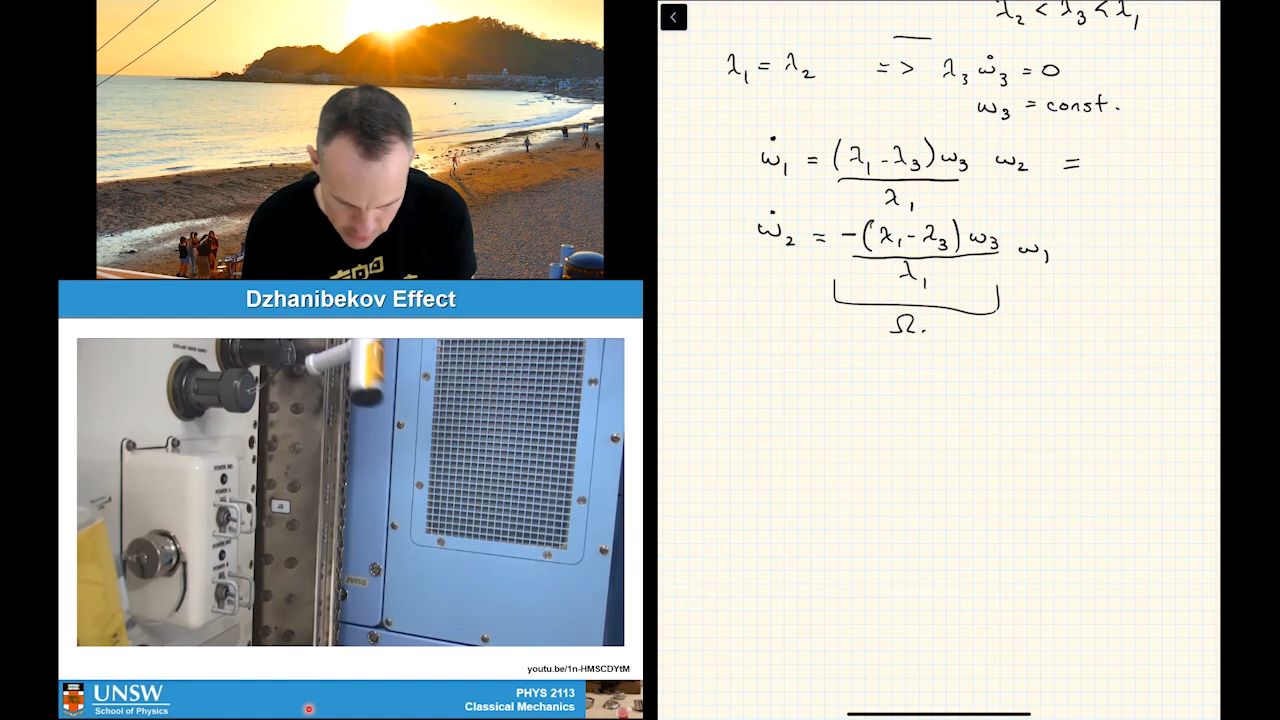 Dzhanibekov Effect
youtu.be/1n-HMSCDYtM
UNSW
School of Physics
PHYS 2113
Classical Mechanics
λ₂ < λ₃ < λ₁
λ₁ = λ₂ => λ₃ ω̇₃ = 0
ω₃ = const.
ω̇₁ = (λ₁ - λ₃) ω₃ / λ₁ ω₂ =
ω̇₂ = -(λ₁ - λ₃) ω₃ / λ₁ ω₁
Ω.